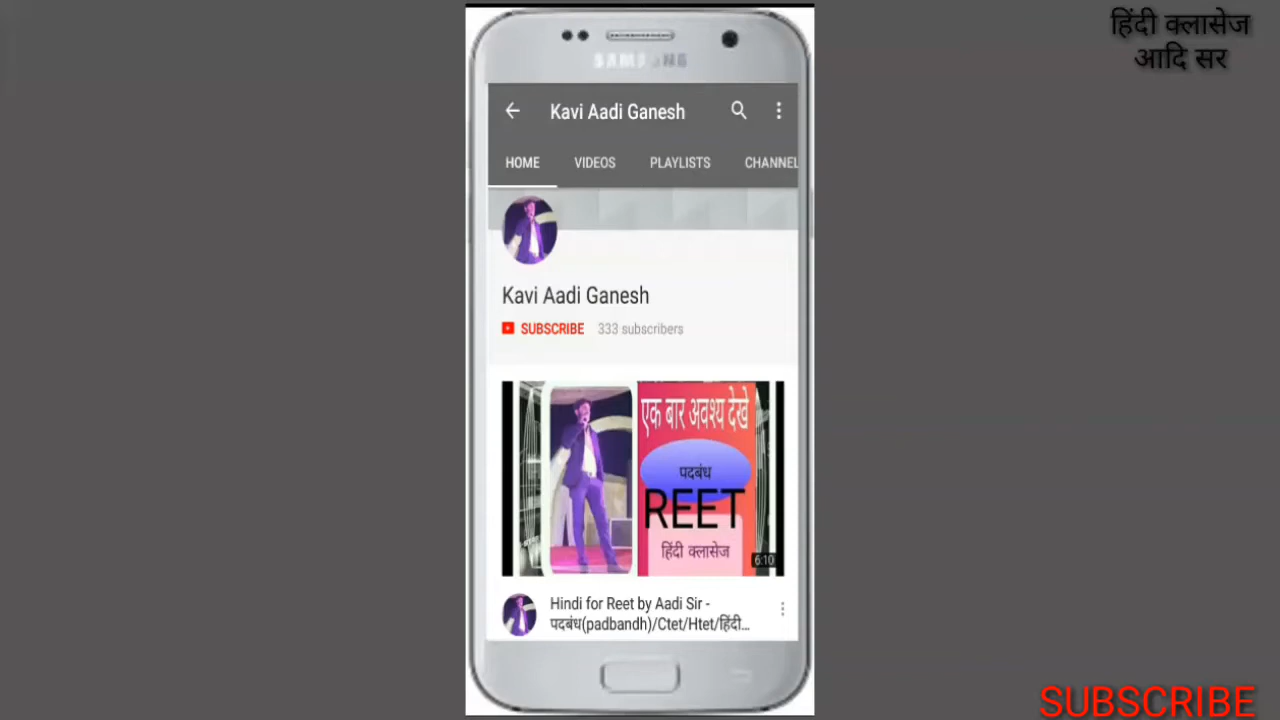 हिंदी क्लासेज
आदि सर
SAMSUNG
Kavi Aadi Ganesh
HOME VIDEOS PLAYLISTS CHANNEL
Kavi Aadi Ganesh
SUBSCRIBE 333 subscribers
एक बार अवश्य देखे
पदबंध
REET
हिंदी क्लासेज
6:10
Hindi for Reet by Aadi Sir -
पदबंध(padbandh)/Ctet/Htet/हिंदी...
SUBSCRIBE